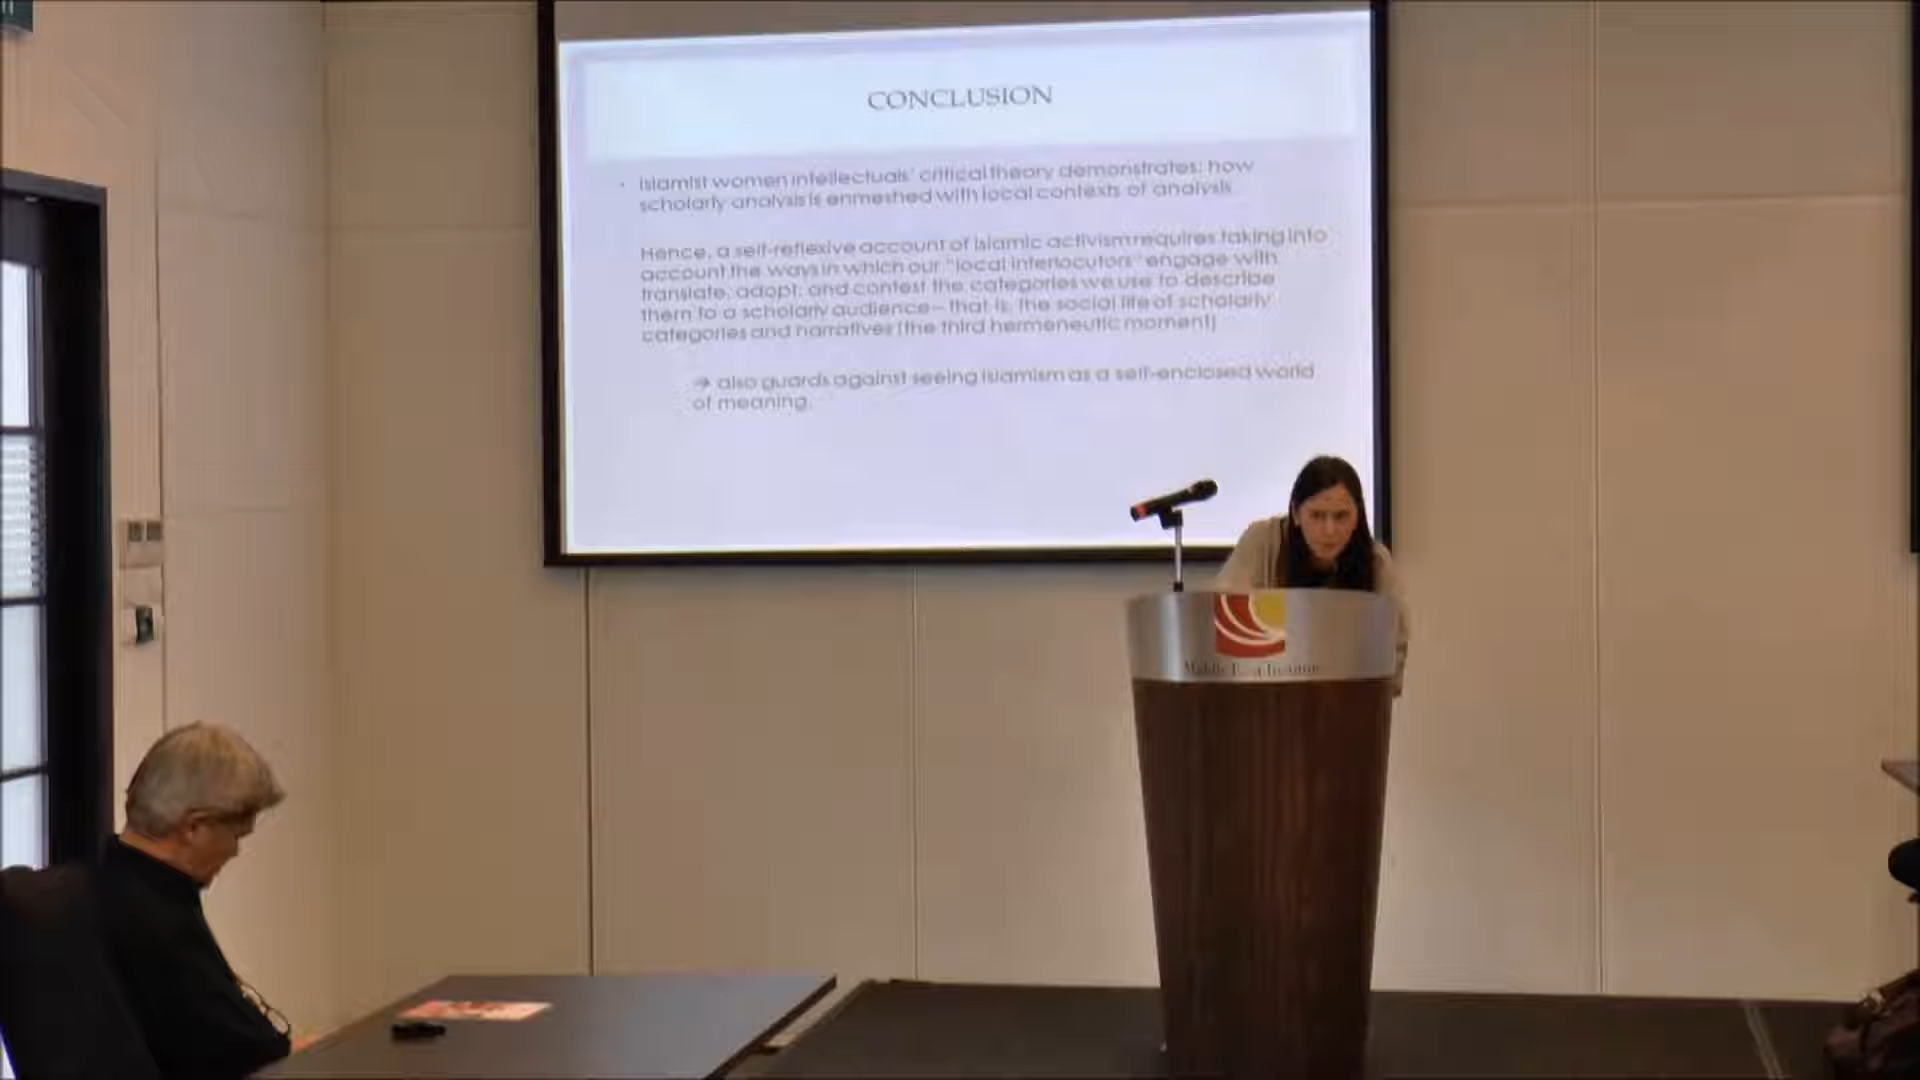 CONCLUSION
• Islamist women intellectuals' critical theory demonstrates: how
scholarly analysis is enmeshed with local contexts of analysis
Hence, a self-reflexive account of Islamic activism requires taking into
account the ways in which our "local interlocutors" engage with
translate, adopt, and contest the categories we use to describe
them to a scholarly audience– that is, the social life of scholarly
categories and narratives (the third hermeneutic moment)
→ also guards against seeing Islamism as a self-enclosed world
of meaning.
Middle East Institute